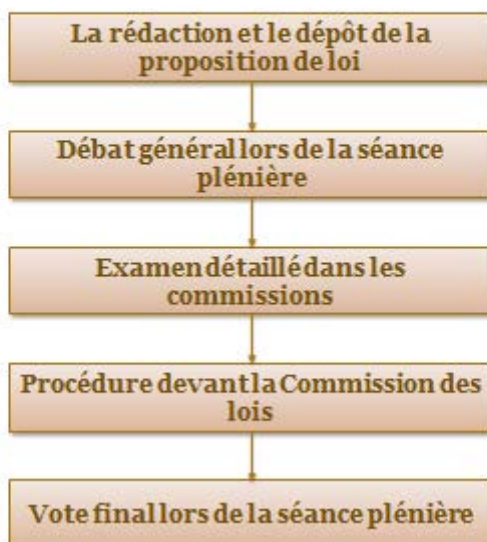 La rédaction et le dépôt de la
proposition de loi
Débat général lors de la séance
plénière
Examen détaillé dans les
commissions
Procédure devant la Commission des
lois
Vote final lors de la séance plénière